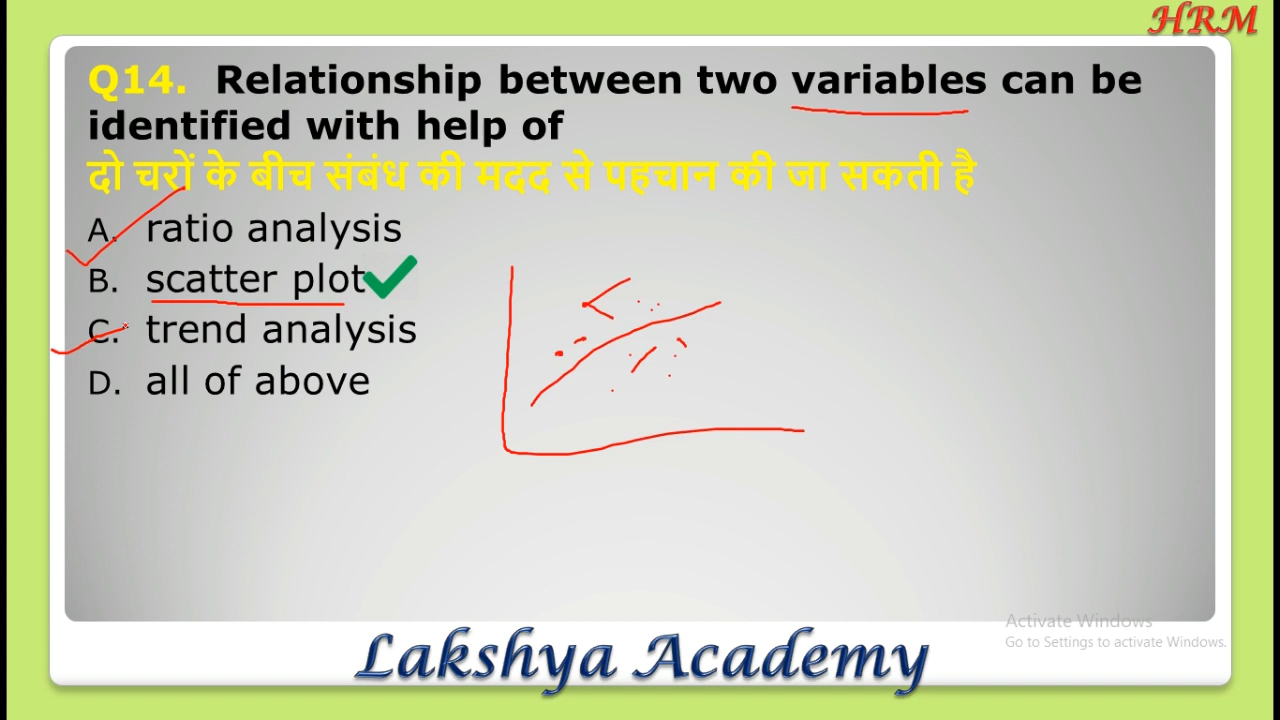 HRM
Q14. Relationship between two variables can be
identified with help of
दो चरों के बीच संबंध की मदद से पहचान की जा सकती है
A. ratio analysis
B. scatter plot
C. trend analysis
D. all of above
Activate Windows
Go to Settings to activate Windows.
Lakshya Academy